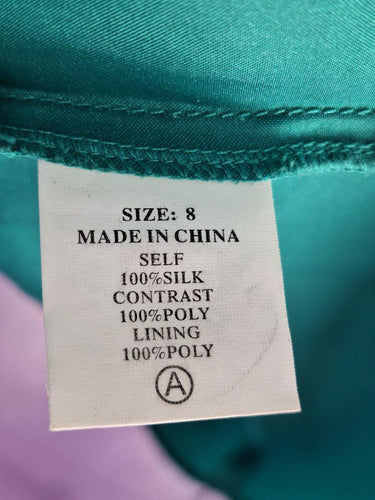 SIZE: 8
MADE IN CHINA
SELF
100%SILK
CONTRAST
100%POLY
LINING
100%POLY
A